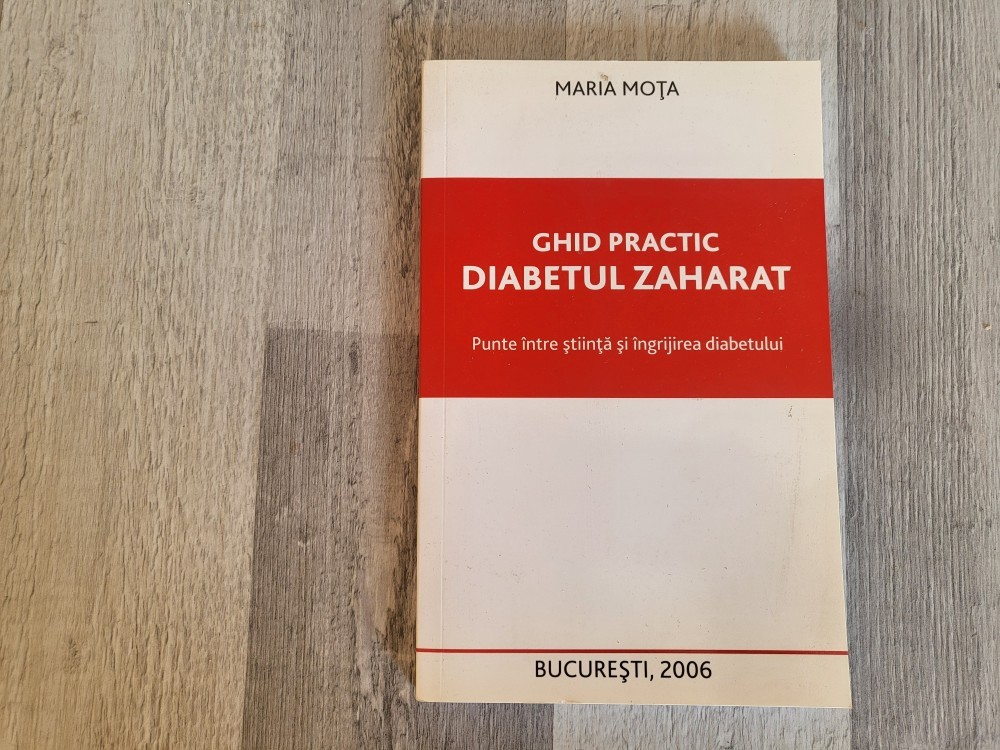 MARIA MOŢA
GHID PRACTIC
DIABETUL ZAHARAT
Punte între ştiinţă şi îngrijirea diabetului
BUCUREŞTI, 2006